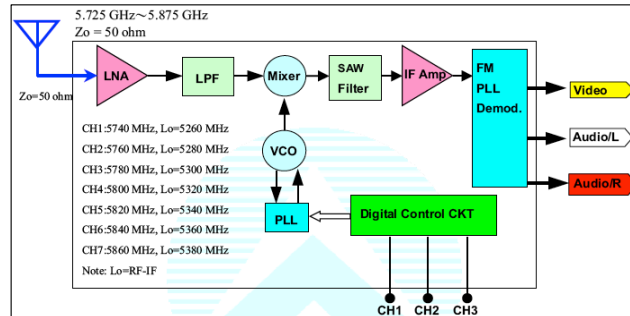 5.725 GHz～5.875 GHz
Zo = 50 ohm
Zo=50 ohm
LNA
LPF
Mixer
SAW
Filter
IF Amp
FM
PLL
Demod.
Video
Audio/L
Audio/R
VCO
PLL
Digital Control CKT
CH1:5740 MHz, Lo=5260 MHz
CH2:5760 MHz, Lo=5280 MHz
CH3:5780 MHz, Lo=5300 MHz
CH4:5800 MHz, Lo=5320 MHz
CH5:5820 MHz, Lo=5340 MHz
CH6:5840 MHz, Lo=5360 MHz
CH7:5860 MHz, Lo=5380 MHz
Note: Lo=RF-IF
CH1 CH2 CH3